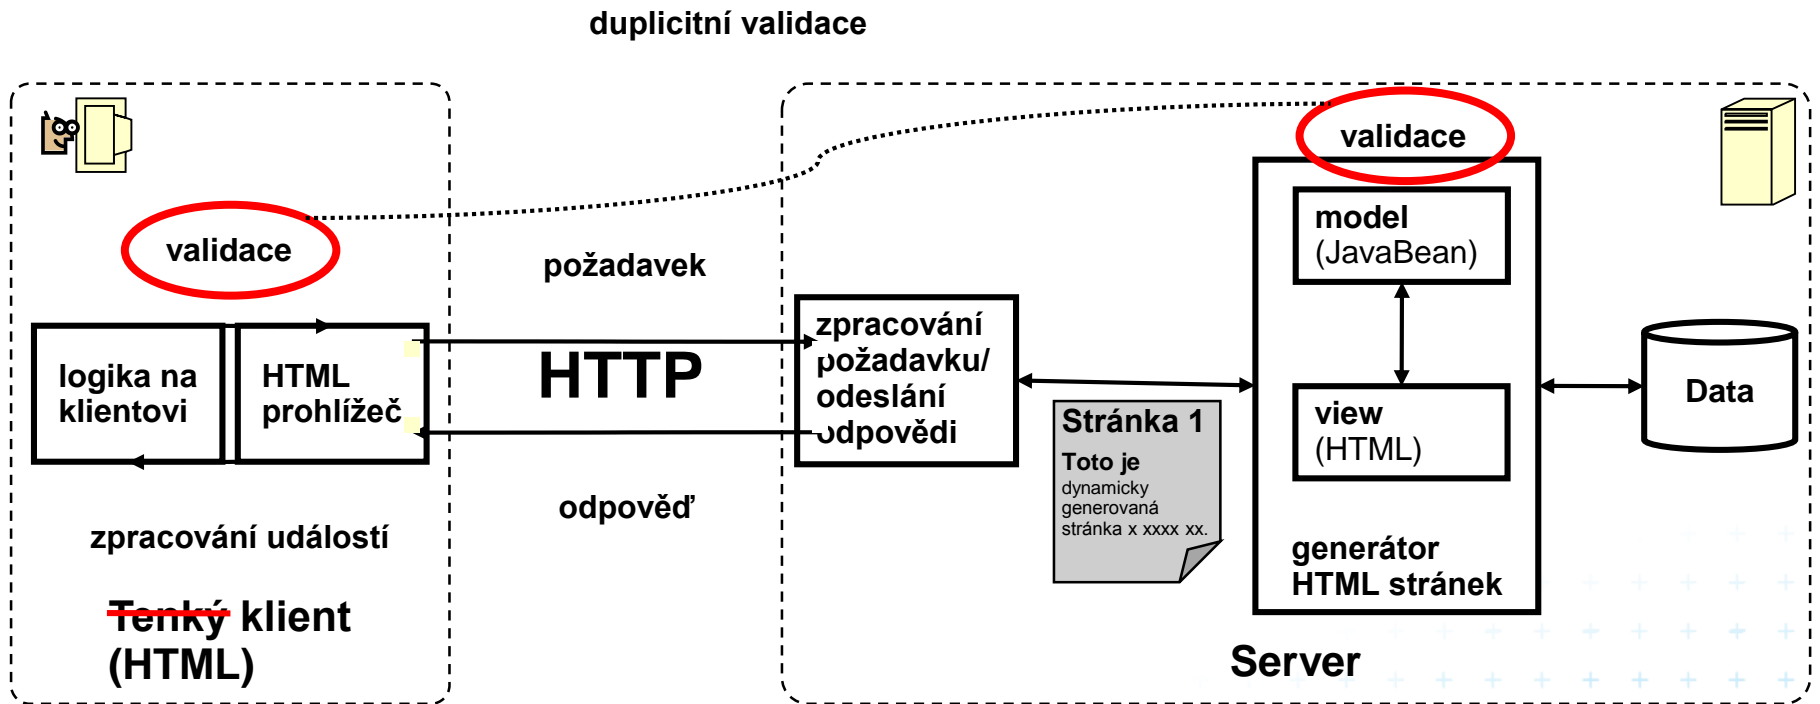 duplicitní validace
validace
validace
požadavek
HTTP
odpověď
logika na
klientovi
HTML
prohlížeč
zpracování událostí
Tenký klient
(HTML)
zpracování
požadavku/
odeslání
odpovědi
Stránka 1
Toto je
dynamicky
generovaná
stránka x xxxx xx.
model
(JavaBean)
view
(HTML)
generátor
HTML stránek
Data
Server